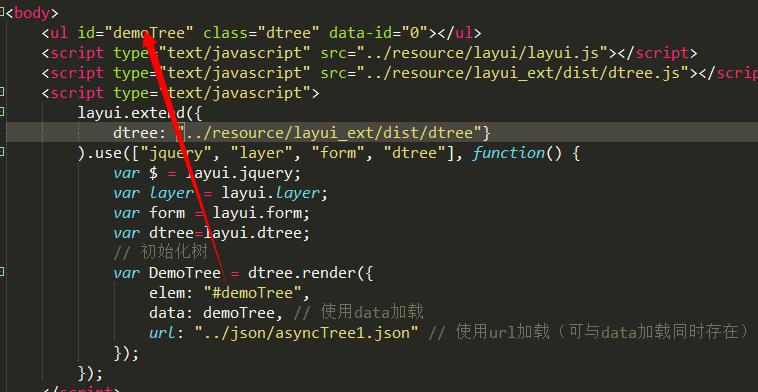 <body>
<ul id="demoTree" class="dtree" data-id="0"></ul>
<script type="text/javascript" src="../resource/layui/layui.js"></script>
<script type="text/javascript" src="../resource/layui_ext/dist/dtree.js"></scrip
<script type="text/javascript">
layui.extend({
dtree: "../resource/layui_ext/dist/dtree"}
).use(["jquery", "layer", "form", "dtree"], function() {
var $ = layui.jquery;
var layer = layui.layer;
var form = layui.form;
var dtree=layui.dtree;
// 初始化树
var DemoTree = dtree.render({
elem: "#demoTree",
data: demoTree, // 使用data加载
url: "../json/asyncTree1.json" // 使用url加载（可与data加载同时存在）
});
});
</script>